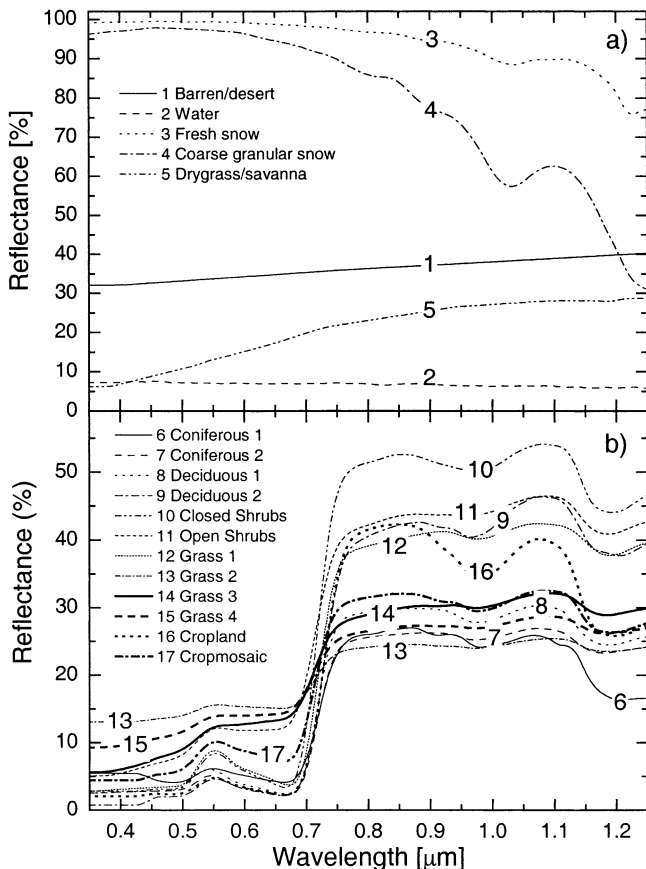 100
90
80
70
60
50
40
30
20
10
0
Reflectance [%]
a)
3
4
1
5
2
1 Barren/desert
2 Water
3 Fresh snow
4 Coarse granular snow
5 Drygrass/savanna
50
40
30
20
10
0
Reflectance (%)
b)
6 Coniferous 1
7 Coniferous 2
8 Deciduous 1
9 Deciduous 2
10 Closed Shrubs
11 Open Shrubs
12 Grass 1
13 Grass 2
14 Grass 3
15 Grass 4
16 Cropland
17 Cropmosaic
10
11
9
12
16
14
8
7
13
6
13
15
17
0.4 0.5 0.6 0.7 0.8 0.9 1.0 1.1 1.2
Wavelength [μm]